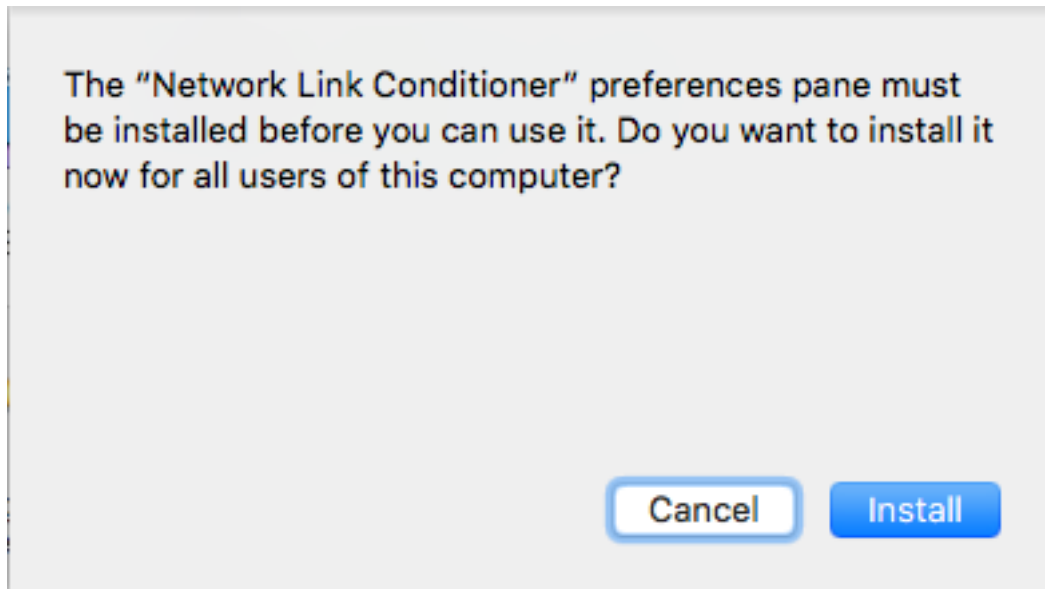 The “Network Link Conditioner” preferences pane must
be installed before you can use it. Do you want to install it
now for all users of this computer?
Cancel
Install